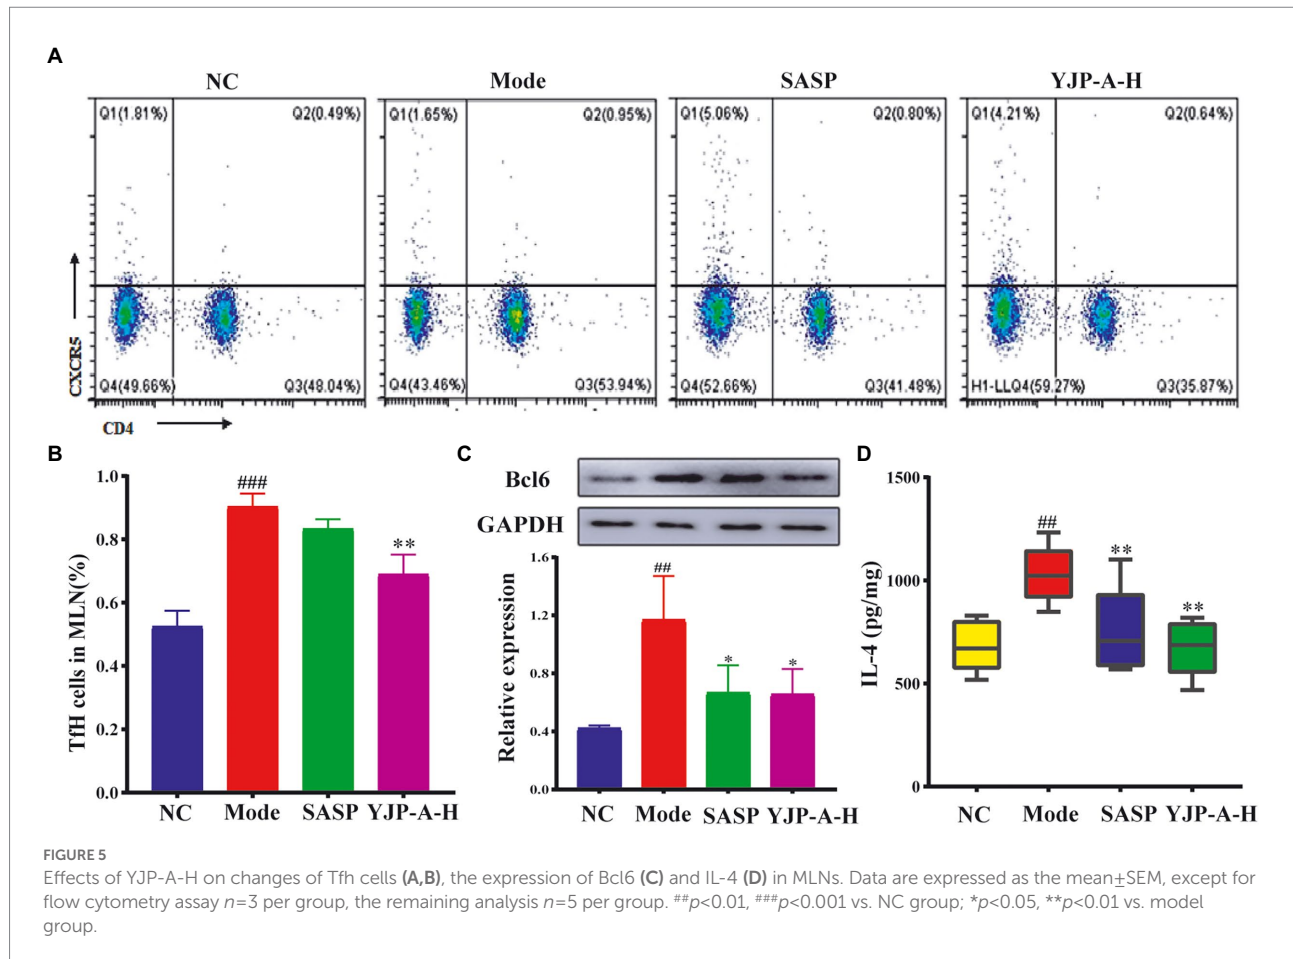 A
NC Mode SASP YJP-A-H
Q1(1.81%) Q2(0.49%) Q1(1.65%) Q2(0.95%) Q1(5.06%) Q2(0.80%) Q1(4.21%) Q2(0.64%)
CXCR5
Q4(49.66%) Q3(48.04%) Q4(43.46%) Q3(53.94%) Q4(52.66%) Q3(41.48%) H1-LLQ4(59.27%) Q3(35.87%)
CD4
B
TfH cells in MLN(%)
1.0
0.8
0.6
0.4
0.2
0.0
###
**
NC Mode SASP YJP-A-H
C
Bcl6
GAPDH
Relative expression
1.6
1.2
0.8
0.4
0.0
##
*
*
NC Mode SASP YJP-A-H
D
IL-4 (pg/mg)
1500
1000
500
0
##
**
**
NC Mode SASP YJP-A-H
FIGURE 5
Effects of YJP-A-H on changes of Tfh cells (A,B), the expression of Bcl6 (C) and IL-4 (D) in MLNs. Data are expressed as the mean±SEM, except for
flow cytometry assay n=3 per group, the remaining analysis n=5 per group. ##p<0.01, ###p<0.001 vs. NC group; *p<0.05, **p<0.01 vs. model
group.